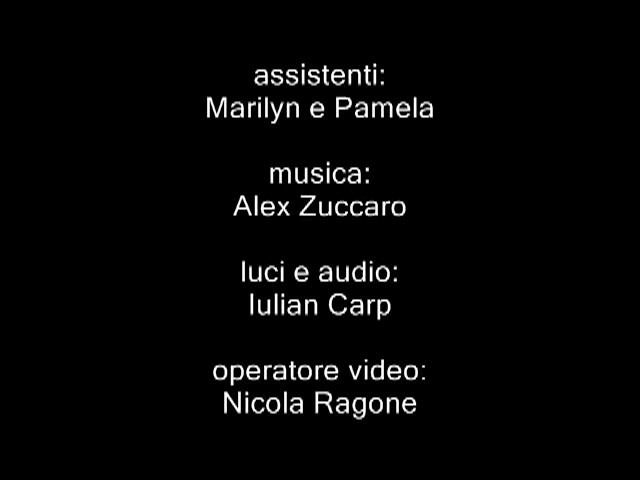 assistenti:
Marilyn e Pamela
musica:
Alex Zuccaro
luci e audio:
Iulian Carp
operatore video:
Nicola Ragone